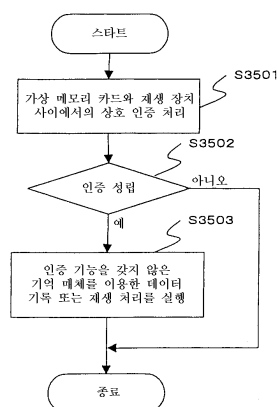 스타트
S3501
가상 메모리 카드와 재생 장치
사이에서의 상호 인증 처리
S3502
인증 성립
아니오
예
S3503
인증 기능을 갖지 않은
기억 매체를 이용한 데이터
기록 또는 재생 처리를 실행
종료